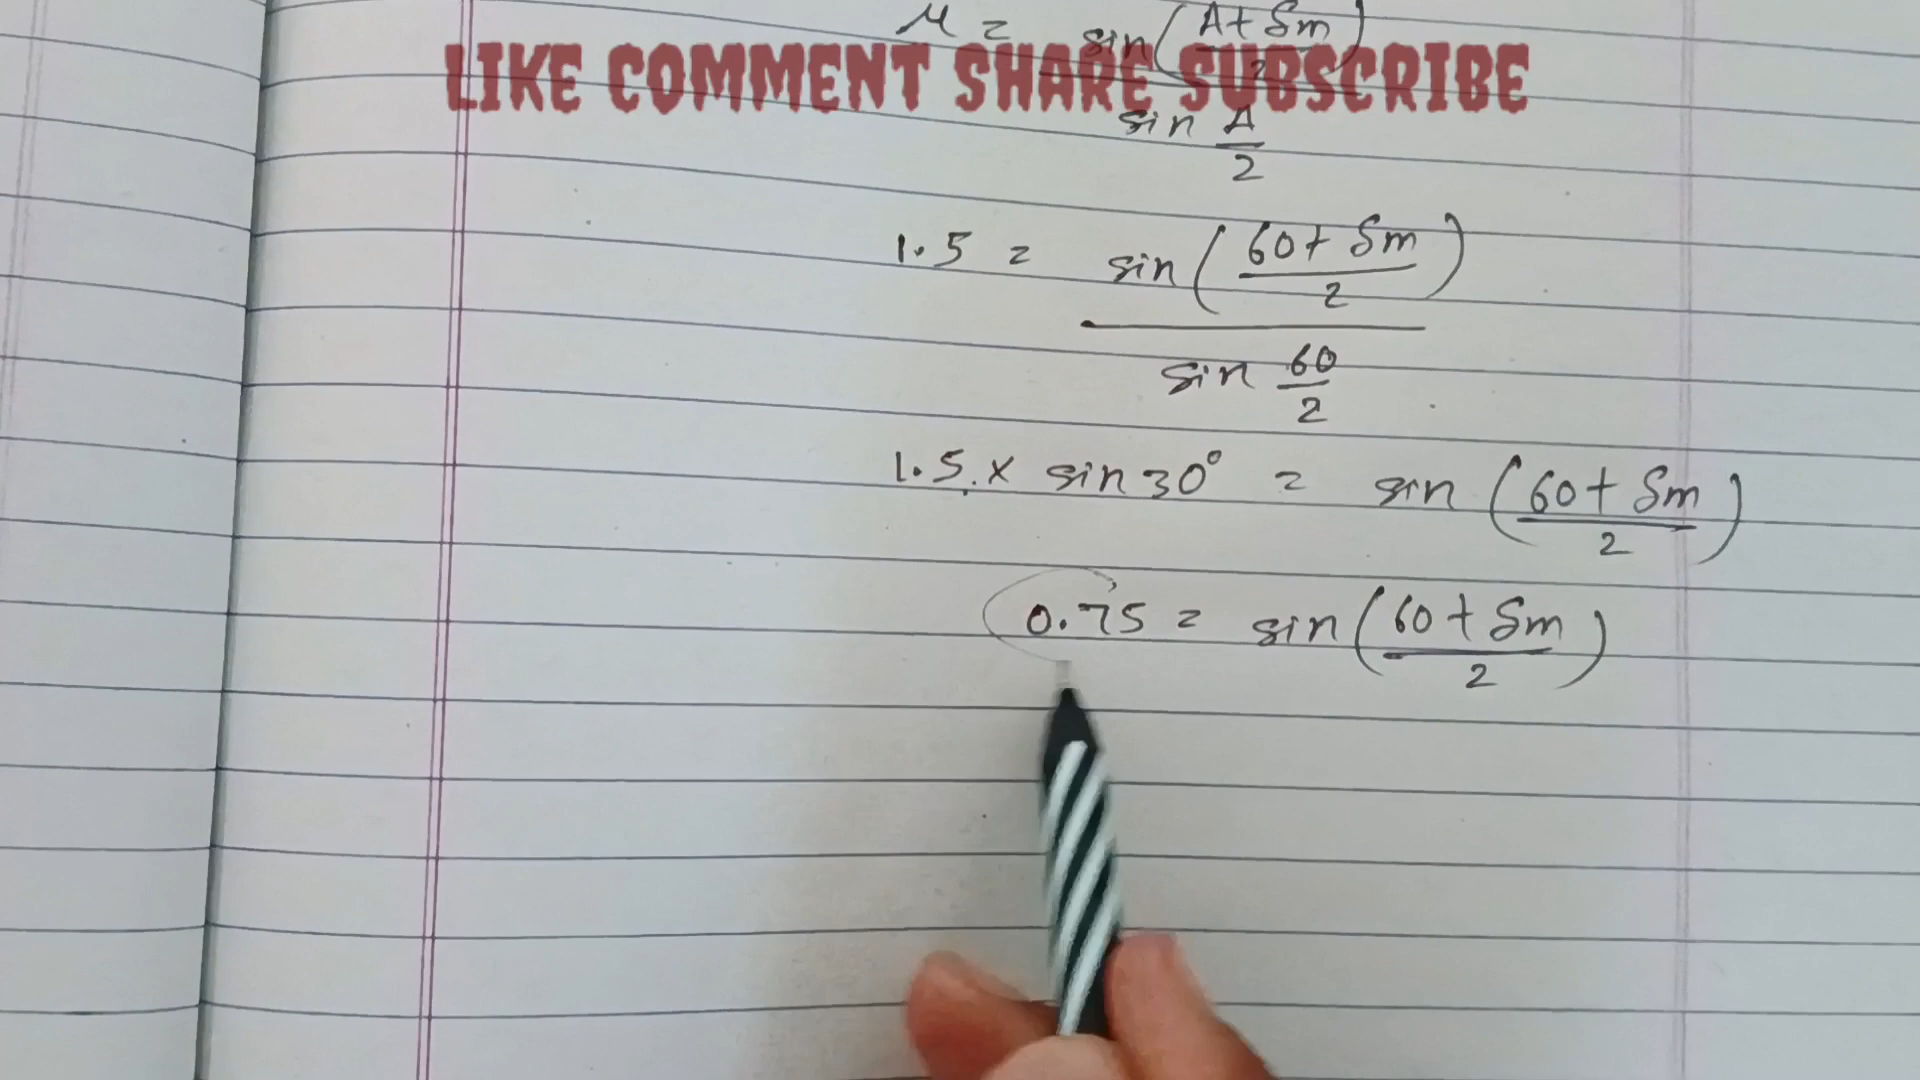 μ = sin(A + δm / 2)
LIKE COMMENT SHARE SUBSCRIBE
sin A/2
1.5 = sin(60 + δm / 2)
sin 60/2
1.5 × sin 30° = sin (60 + δm / 2)
0.75 = sin (60 + δm / 2)